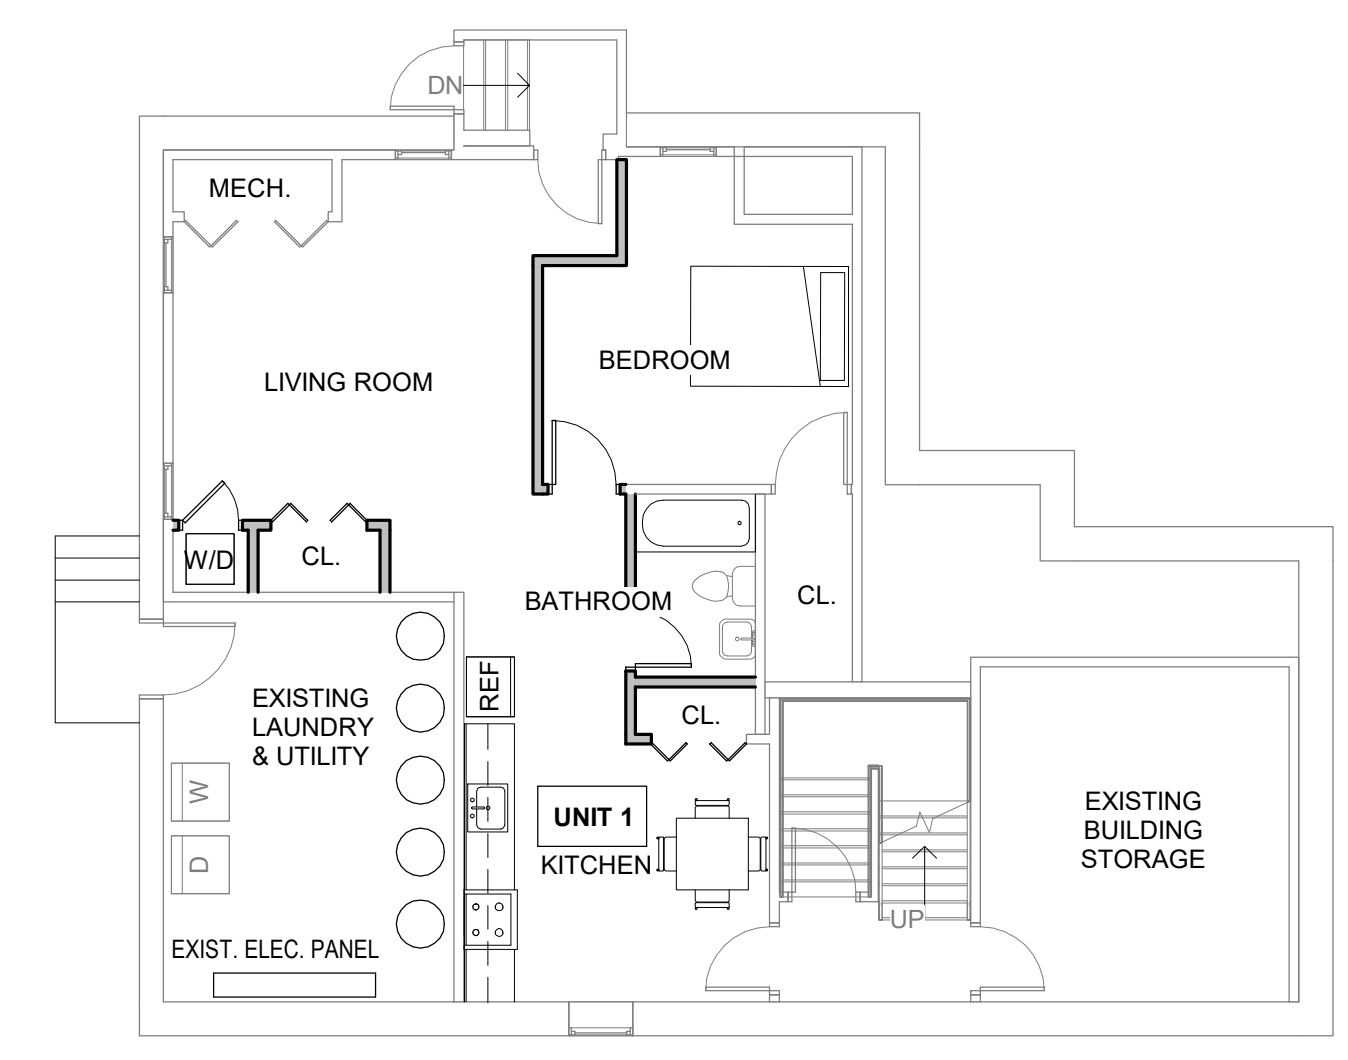 DN
MECH.
BEDROOM
LIVING ROOM
W/D
CL.
BATHROOM
CL.
REF
EXISTING
LAUNDRY
& UTILITY
CL.
W
UNIT 1
EXISTING
BUILDING
STORAGE
D
KITCHEN
UP
EXIST. ELEC. PANEL